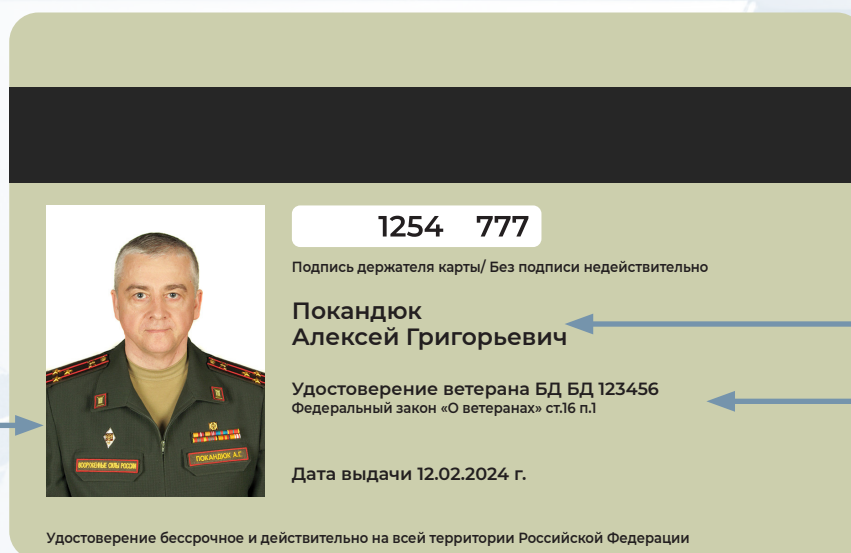 1254 777
Подпись держателя карты/ Без подписи недействительно
Покандюк
Алексей Григорьевич
Удостоверение ветерана БД БД 123456
Федеральный закон «О ветеранах» ст.16 п.1
ВООРУЖЕННЫЕ СИЛЫ РОССИИ
ПОКАНДЮК А.Г.
Дата выдачи 12.02.2024 г.
Удостоверение бессрочное и действительно на всей территории Российской Федерации